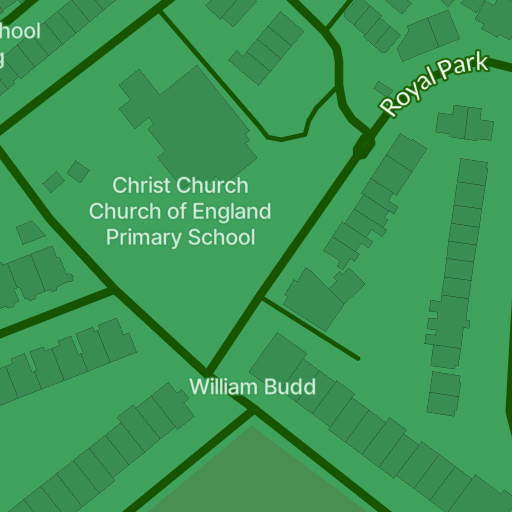 Royal Park
Christ Church
Church of England
Primary School
William Budd